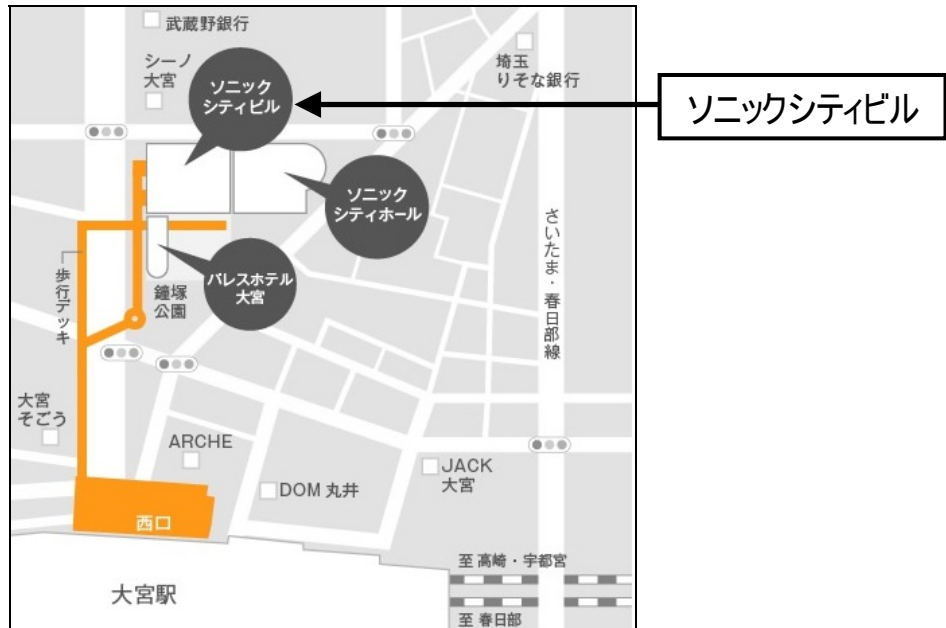 武蔵野銀行
シーノ
大宮
ソニック
シティビル
埼玉
りそな銀行
ソニックシティビル
ソニック
シティホール
さいたま・春日部線
パレスホテル
大宮
歩行デッキ
鐘塚
公園
大宮
そごう
ARCHE
JACK
大宮
DOM 丸井
西口
至 高崎・宇都宮
大宮駅
至 春日部